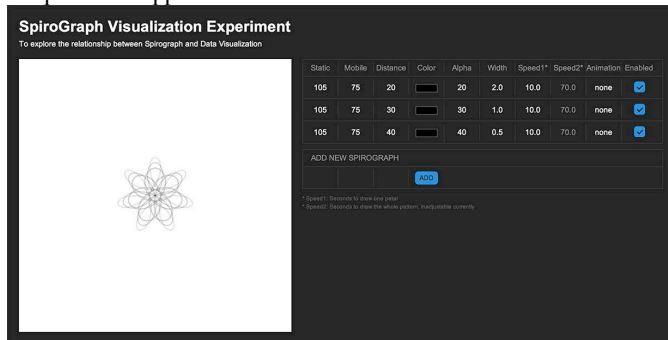 SpiroGraph Visualization Experiment
To explore the relationship between Spirograph and Data Visualization
Static Mobile Distance Color Alpha Width Speed1* Speed2* Animation Enabled
105 75 20 20 2.0 10.0 70.0 none
105 75 30 30 1.0 10.0 70.0 none
105 75 40 40 0.5 10.0 70.0 none
ADD NEW SPIROGRAPH
ADD
* Speed1: Seconds to draw one petal
* Speed2: Seconds to draw the whole pattern, inadjustable currently